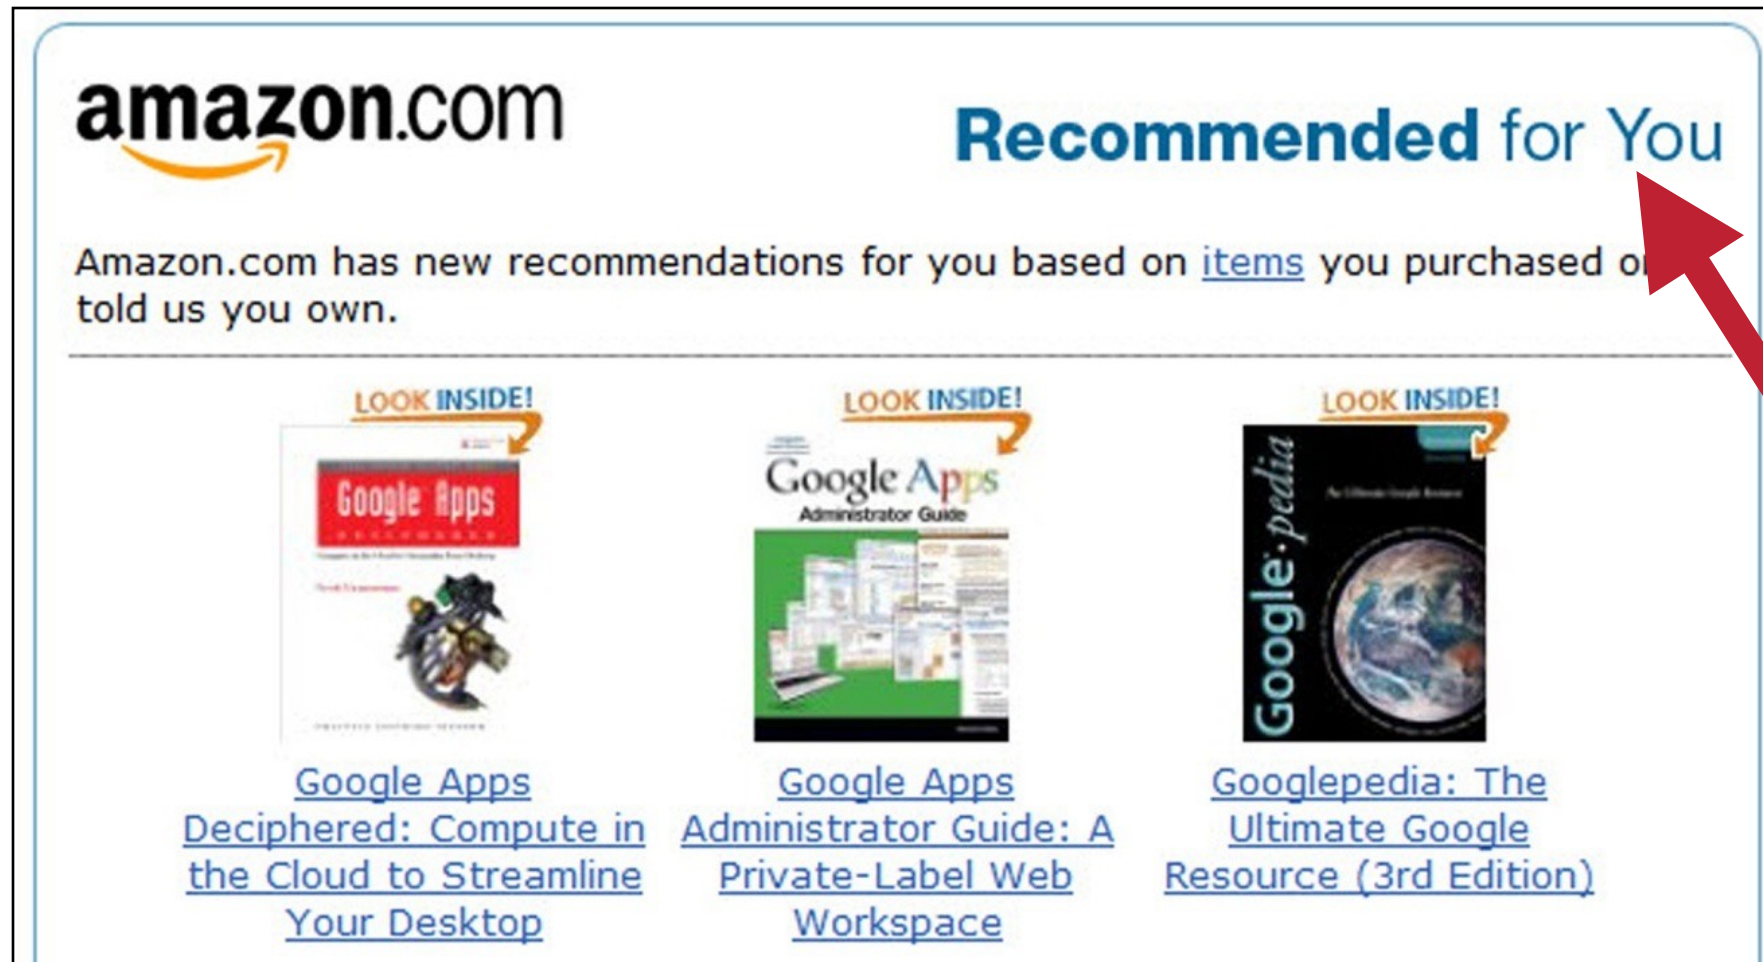 amazon.com
Recommended for You
Amazon.com has new recommendations for you based on items you purchased or
told us you own.
LOOK INSIDE!
LOOK INSIDE!
LOOK INSIDE!
Google Apps
Google Apps
Administrator Guide
Google·pedia
Google Apps
Deciphered: Compute in
the Cloud to Streamline
Your Desktop
Google Apps
Administrator Guide: A
Private-Label Web
Workspace
Googlepedia: The
Ultimate Google
Resource (3rd Edition)